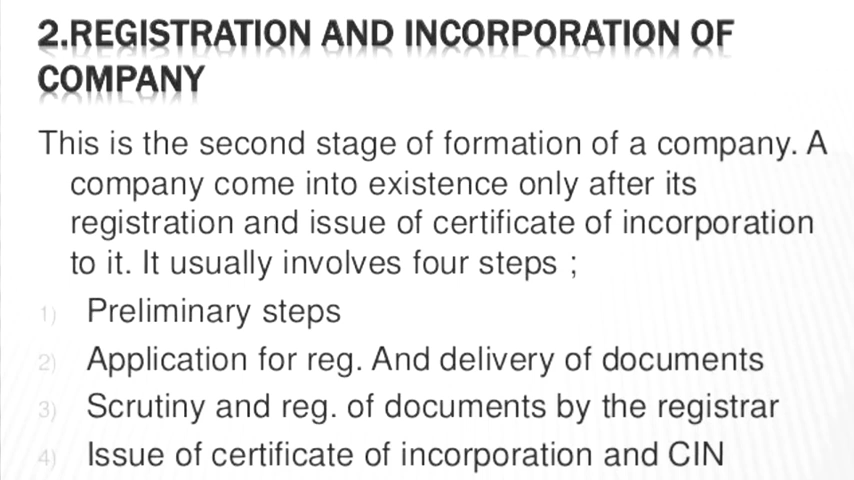 2.REGISTRATION AND INCORPORATION OF
COMPANY
This is the second stage of formation of a company. A
company come into existence only after its
registration and issue of certificate of incorporation
to it. It usually involves four steps ;
1) Preliminary steps
2) Application for reg. And delivery of documents
3) Scrutiny and reg. of documents by the registrar
4) Issue of certificate of incorporation and CIN